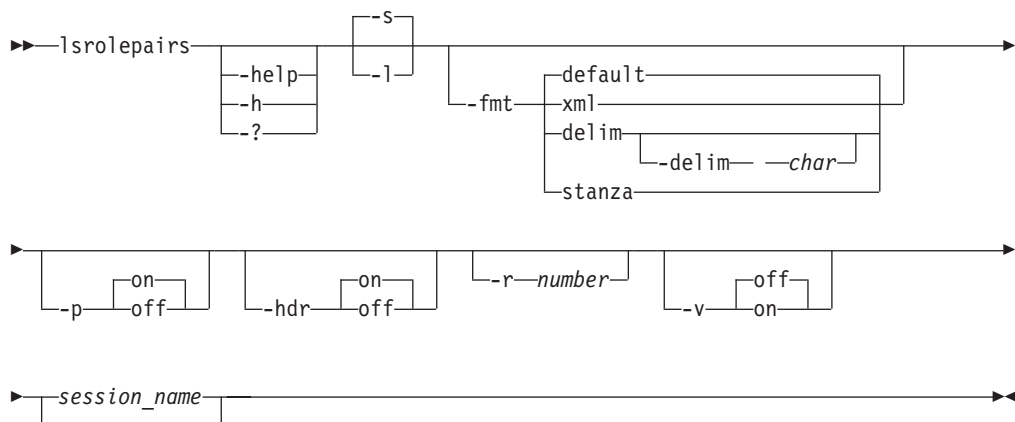 -s
lsrolepairs
-help
-l
default
-h
-fmt
xml
-?
delim
-delim char
stanza
on
on
-r number
off
-p off
-hdr off
-v on
session_name